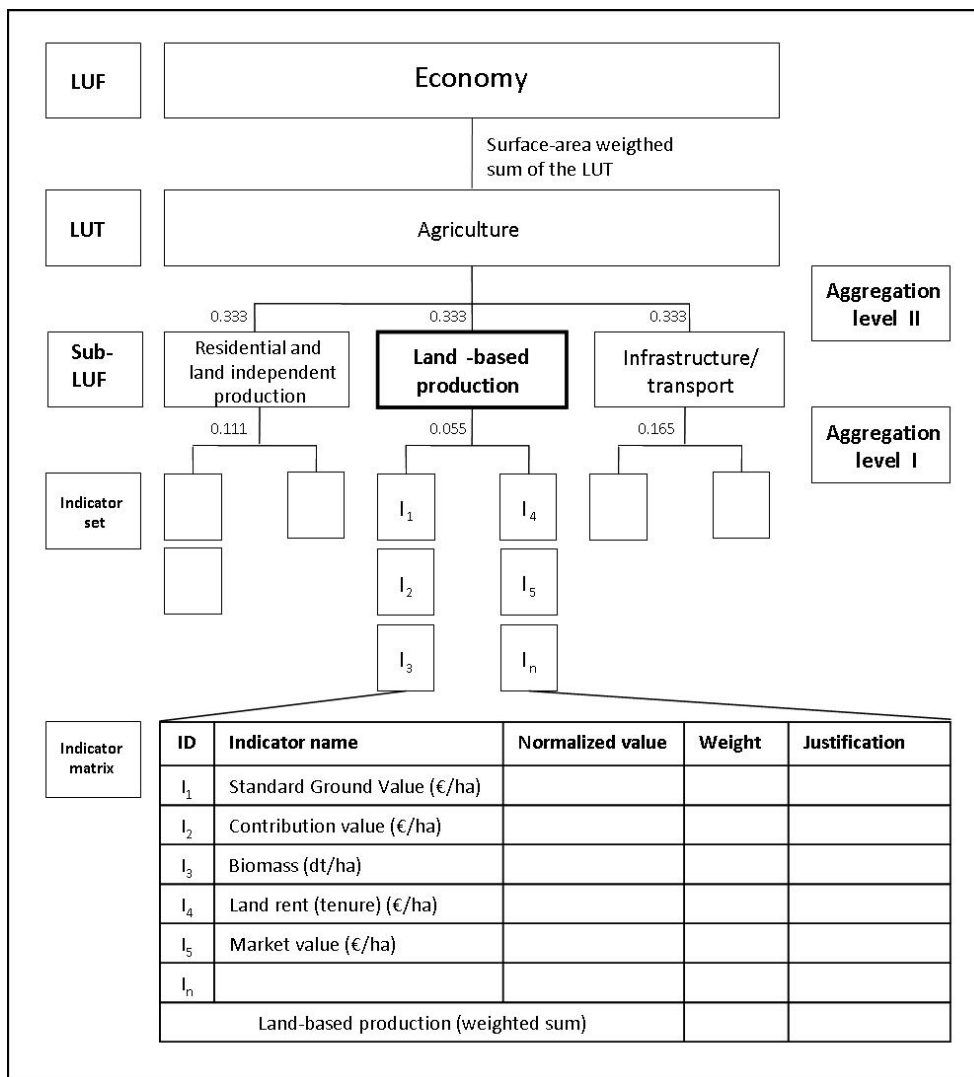 LUF
Economy
Surface-area weigthed
sum of the LUT
LUT
Agriculture
Aggregation
level II
0.333
0.333
0.333
Sub-
LUF
Residential and
land independent
production
Land -based
production
Infrastructure/
transport
0.111
0.055
0.165
Aggregation
level I
Indicator
set
I₁
I₄
I₂
I₅
I₃
Iₙ
Indicator
matrix
ID Indicator name Normalized value Weight Justification
I₁ Standard Ground Value (€/ha)
I₂ Contribution value (€/ha)
I₃ Biomass (dt/ha)
I₄ Land rent (tenure) (€/ha)
I₅ Market value (€/ha)
Iₙ
Land-based production (weighted sum)